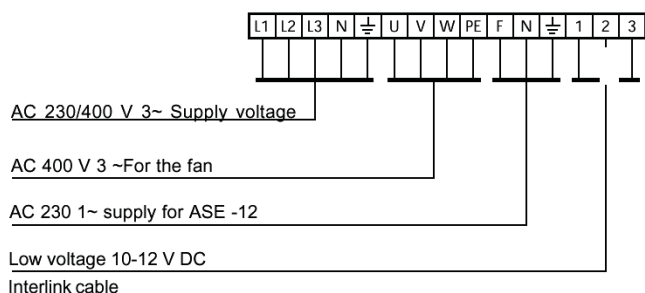 L1 L2 L3 N ⏚ U V W PE F N ⏚ 1 2 3
AC 230/400 V 3~ Supply voltage
AC 400 V 3 ~For the fan
AC 230 1~ supply for ASE -12
Low voltage 10-12 V DC
Interlink cable